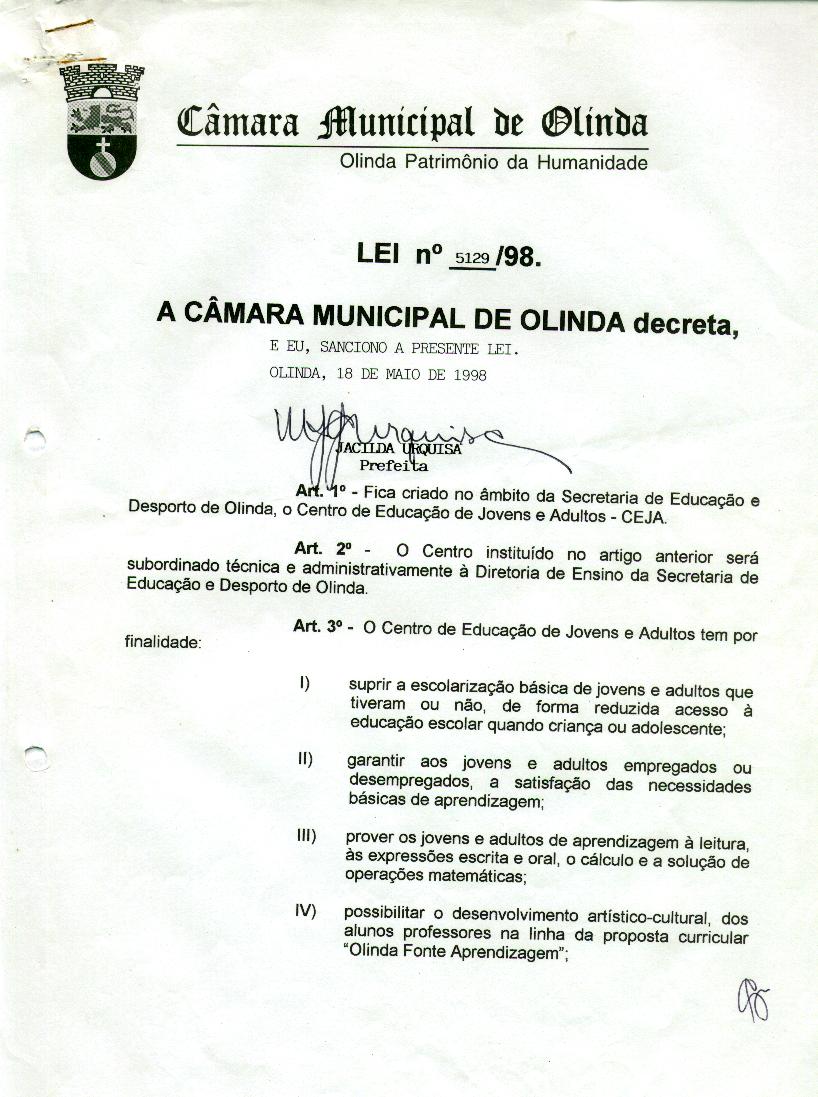 Câmara Municipal de Olinda
Olinda Patrimônio da Humanidade
LEI nº 5129/98.
A CÂMARA MUNICIPAL DE OLINDA decreta,
E EU, SANCIONO A PRESENTE LEI.
OLINDA, 18 DE MAIO DE 1998
JACILDA URQUISA
Prefeita
Art. 1º - Fica criado no âmbito da Secretaria de Educação e
Desporto de Olinda, o Centro de Educação de Jovens e Adultos - CEJA.
Art. 2º - O Centro instituído no artigo anterior será
subordinado técnica e administrativamente à Diretoria de Ensino da Secretaria de
Educação e Desporto de Olinda.
Art. 3º - O Centro de Educação de Jovens e Adultos tem por
finalidade:
I) suprir a escolarização básica de jovens e adultos que
tiveram ou não, de forma reduzida acesso à
educação escolar quando criança ou adolescente;
II) garantir aos jovens e adultos empregados ou
desempregados, a satisfação das necessidades
básicas de aprendizagem;
III) prover os jovens e adultos de aprendizagem à leitura,
às expressões escrita e oral, o cálculo e a solução de
operações matemáticas;
IV) possibilitar o desenvolvimento artístico-cultural, dos
alunos professores na linha da proposta curricular
“Olinda Fonte Aprendizagem”;